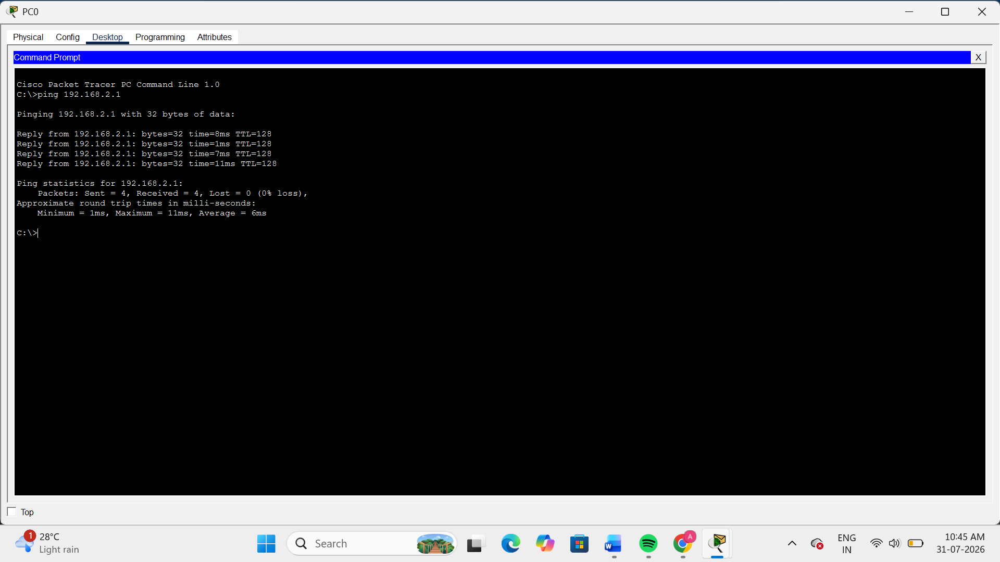 PC0
Physical Config Desktop Programming Attributes
Command Prompt X
Cisco Packet Tracer PC Command Line 1.0
C:\>ping 192.168.2.1
Pinging 192.168.2.1 with 32 bytes of data:
Reply from 192.168.2.1: bytes=32 time=8ms TTL=128
Reply from 192.168.2.1: bytes=32 time=1ms TTL=128
Reply from 192.168.2.1: bytes=32 time=7ms TTL=128
Reply from 192.168.2.1: bytes=32 time=11ms TTL=128
Ping statistics for 192.168.2.1:
Packets: Sent = 4, Received = 4, Lost = 0 (0% loss),
Approximate round trip times in milli-seconds:
Minimum = 1ms, Maximum = 11ms, Average = 6ms
C:\>
Top
1 28°C
Light rain
Search
W
A
ENG
IN
10:45 AM
31-07-2026